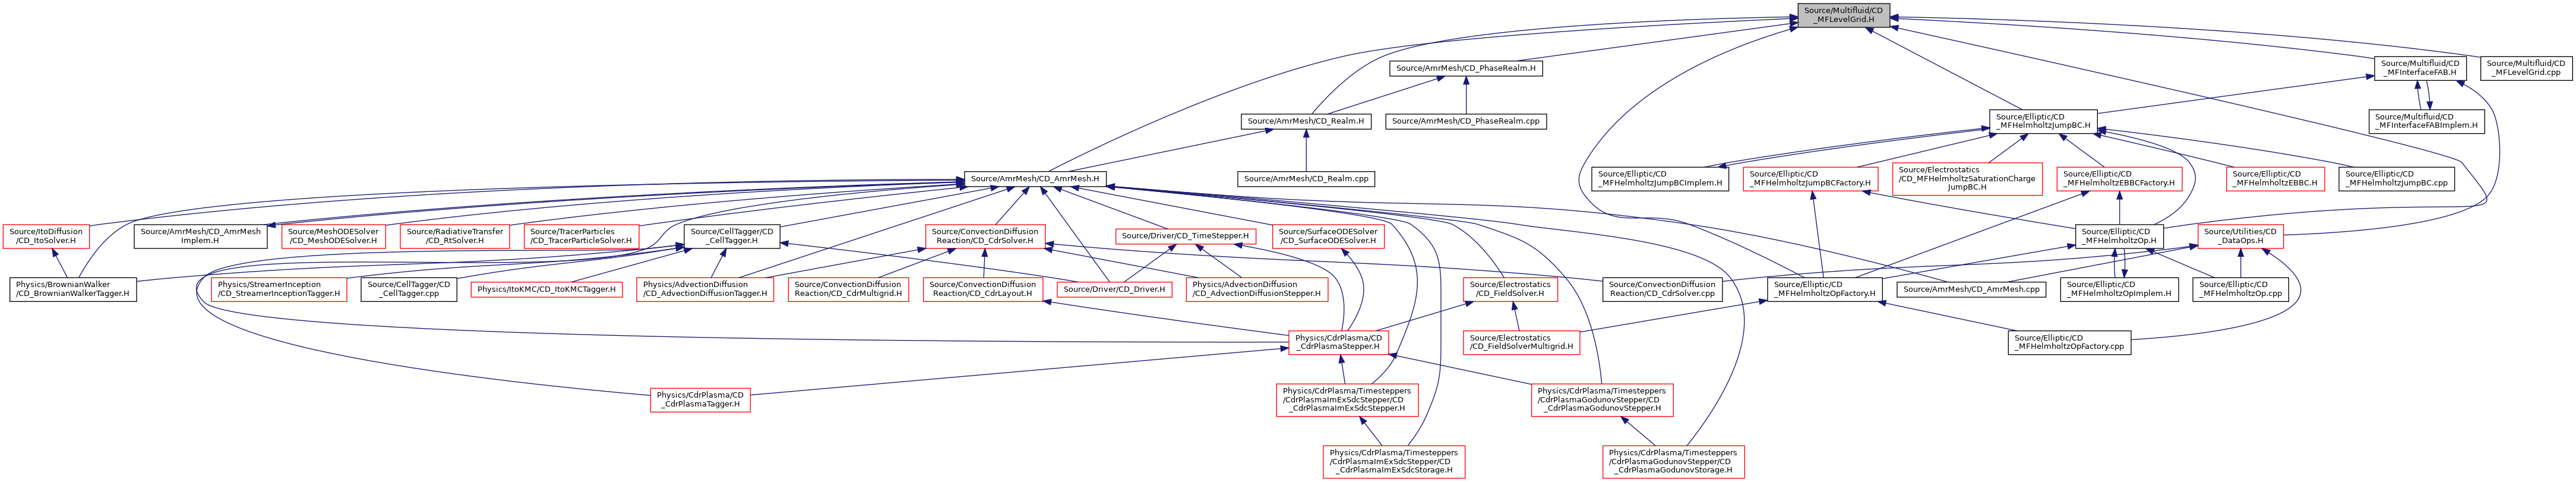 Source/Multifluid/CD
_MFLevelGrid.H
Source/AmrMesh/CD_PhaseRealm.H
Source/Multifluid/CD
_MFInterfaceFAB.H
Source/Multifluid/CD
_MFLevelGrid.cpp
Source/AmrMesh/CD_Realm.H
Source/AmrMesh/CD_PhaseRealm.cpp
Source/Elliptic/CD
_MFHelmholtzJumpBC.H
Source/Multifluid/CD
_MFInterfaceFABImplem.H
Source/AmrMesh/CD_AmrMesh.H
Source/AmrMesh/CD_Realm.cpp
Source/Elliptic/CD
_MFHelmholtzJumpBCImplem.H
Source/Elliptic/CD
_MFHelmholtzJumpBCFactory.H
Source/Electrostatics
/CD_MFHelmholtzSaturationCharge
JumpBC.H
Source/Elliptic/CD
_MFHelmholtzEBBCFactory.H
Source/Elliptic/CD
_MFHelmholtzEBBC.H
Source/Elliptic/CD
_MFHelmholtzJumpBC.cpp
Source/ItoDiffusion
/CD_ItoSolver.H
Source/AmrMesh/CD_AmrMesh
Implem.H
Source/MeshODESolver
/CD_MeshODESolver.H
Source/RadiativeTransfer
/CD_RtSolver.H
Source/TracerParticles
/CD_TracerParticleSolver.H
Source/CellTagger/CD
_CellTagger.H
Source/ConvectionDiffusion
Reaction/CD_CdrSolver.H
Source/Driver/CD_TimeStepper.H
Source/SurfaceODESolver
/CD_SurfaceODESolver.H
Source/Elliptic/CD
_MFHelmholtzOp.H
Source/Utilities/CD
_DataOps.H
Physics/BrownianWalker
/CD_BrownianWalkerTagger.H
Physics/StreamerInception
/CD_StreamerInceptionTagger.H
Source/CellTagger/CD
_CellTagger.cpp
Physics/ItoKMC/CD_ItoKMCTagger.H
Physics/AdvectionDiffusion
/CD_AdvectionDiffusionTagger.H
Source/ConvectionDiffusion
Reaction/CD_CdrMultigrid.H
Source/ConvectionDiffusion
Reaction/CD_CdrLayout.H
Source/Driver/CD_Driver.H
Physics/AdvectionDiffusion
/CD_AdvectionDiffusionStepper.H
Source/Electrostatics
/CD_FieldSolver.H
Source/ConvectionDiffusion
Reaction/CD_CdrSolver.cpp
Source/Elliptic/CD
_MFHelmholtzOpFactory.H
Source/AmrMesh/CD_AmrMesh.cpp
Source/Elliptic/CD
_MFHelmholtzOpImplem.H
Source/Elliptic/CD
_MFHelmholtzOp.cpp
Physics/CdrPlasma/CD
_CdrPlasmaStepper.H
Source/Electrostatics
/CD_FieldSolverMultigrid.H
Source/Elliptic/CD
_MFHelmholtzOpFactory.cpp
Physics/CdrPlasma/CD
_CdrPlasmaTagger.H
Physics/CdrPlasma/Timesteppers
/CdrPlasmaImExSdcStepper/CD
_CdrPlasmaImExSdcStepper.H
Physics/CdrPlasma/Timesteppers
/CdrPlasmaGodunovStepper/CD
_CdrPlasmaGodunovStepper.H
Physics/CdrPlasma/Timesteppers
/CdrPlasmaImExSdcStepper/CD
_CdrPlasmaImExSdcStorage.H
Physics/CdrPlasma/Timesteppers
/CdrPlasmaGodunovStepper/CD
_CdrPlasmaGodunovStorage.H